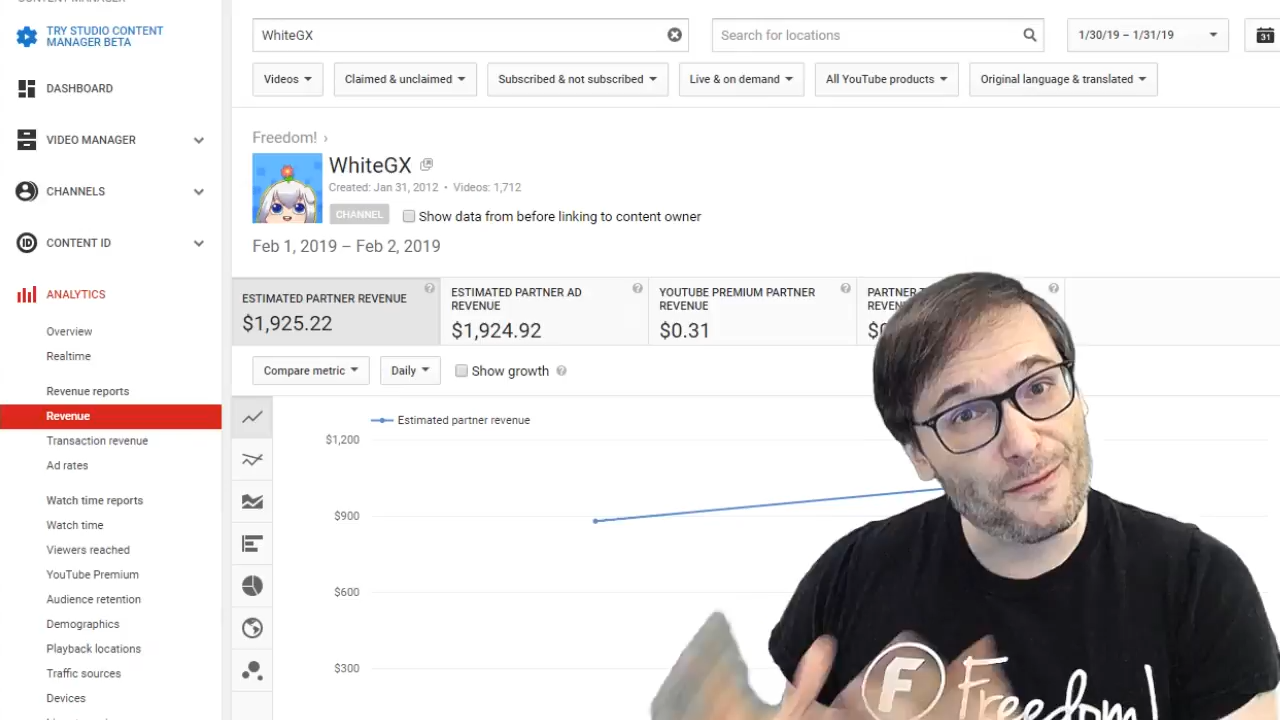 TRY STUDIO CONTENT
MANAGER BETA
DASHBOARD
VIDEO MANAGER
CHANNELS
CONTENT ID
ANALYTICS
Overview
Realtime
Revenue reports
Revenue
Transaction revenue
Ad rates
Watch time reports
Watch time
Viewers reached
YouTube Premium
Audience retention
Demographics
Playback locations
Traffic sources
Devices
WhiteGX
Search for locations
1/30/19 – 1/31/19
31
Videos
Claimed & unclaimed
Subscribed & not subscribed
Live & on demand
All YouTube products
Original language & translated
Freedom! ›
WhiteGX
Created: Jan 31, 2012 • Videos: 1,712
CHANNEL
Show data from before linking to content owner
Feb 1, 2019 – Feb 2, 2019
ESTIMATED PARTNER REVENUE
$1,925.22
ESTIMATED PARTNER AD
REVENUE
$1,924.92
YOUTUBE PREMIUM PARTNER
REVENUE
$0.31
Compare metric
Daily
Show growth
Estimated partner revenue
$1,200
$900
$600
$300
F Freedom!